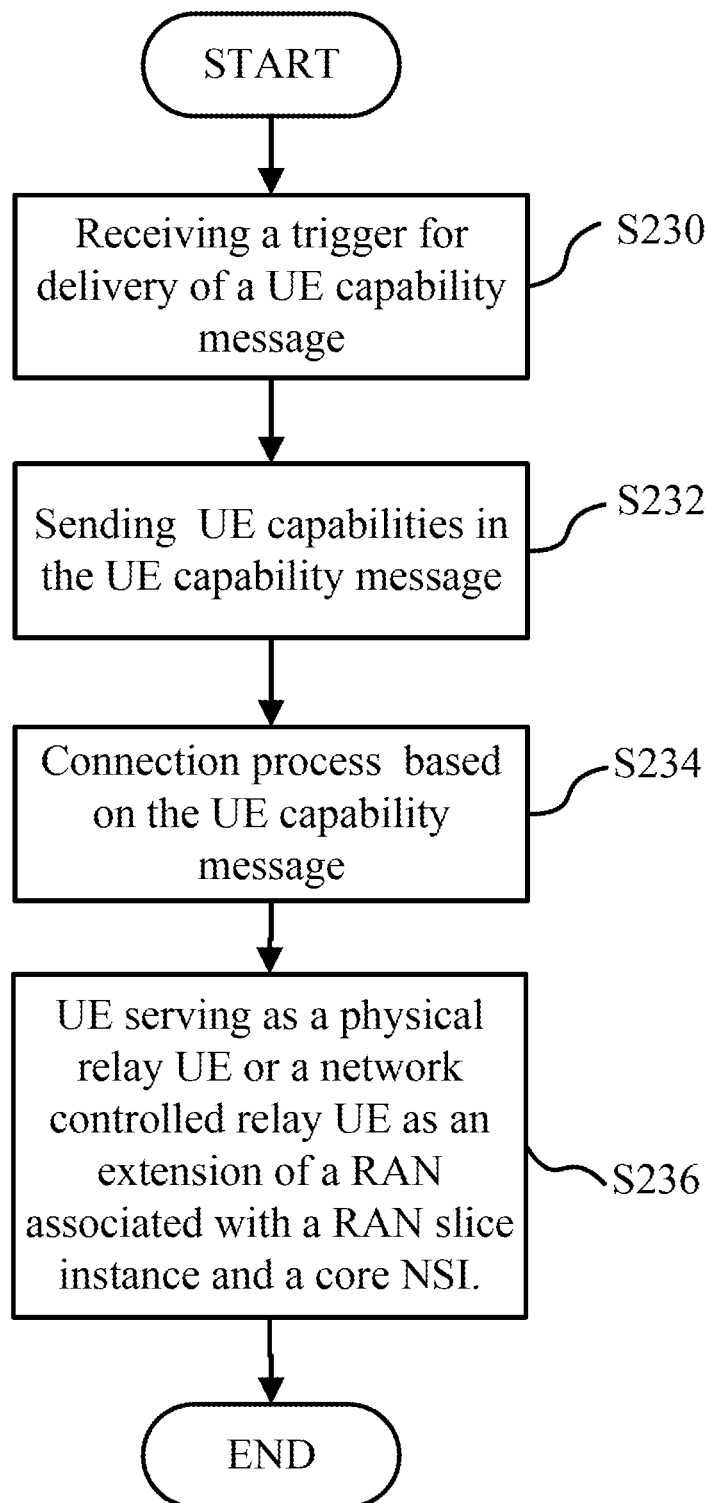 START
Receiving a trigger for
delivery of a UE capability
message
S230
Sending UE capabilities in
the UE capability message
S232
Connection process based
on the UE capability
message
S234
UE serving as a physical
relay UE or a network
controlled relay UE as an
extension of a RAN
associated with a RAN slice
instance and a core NSI.
S236
END